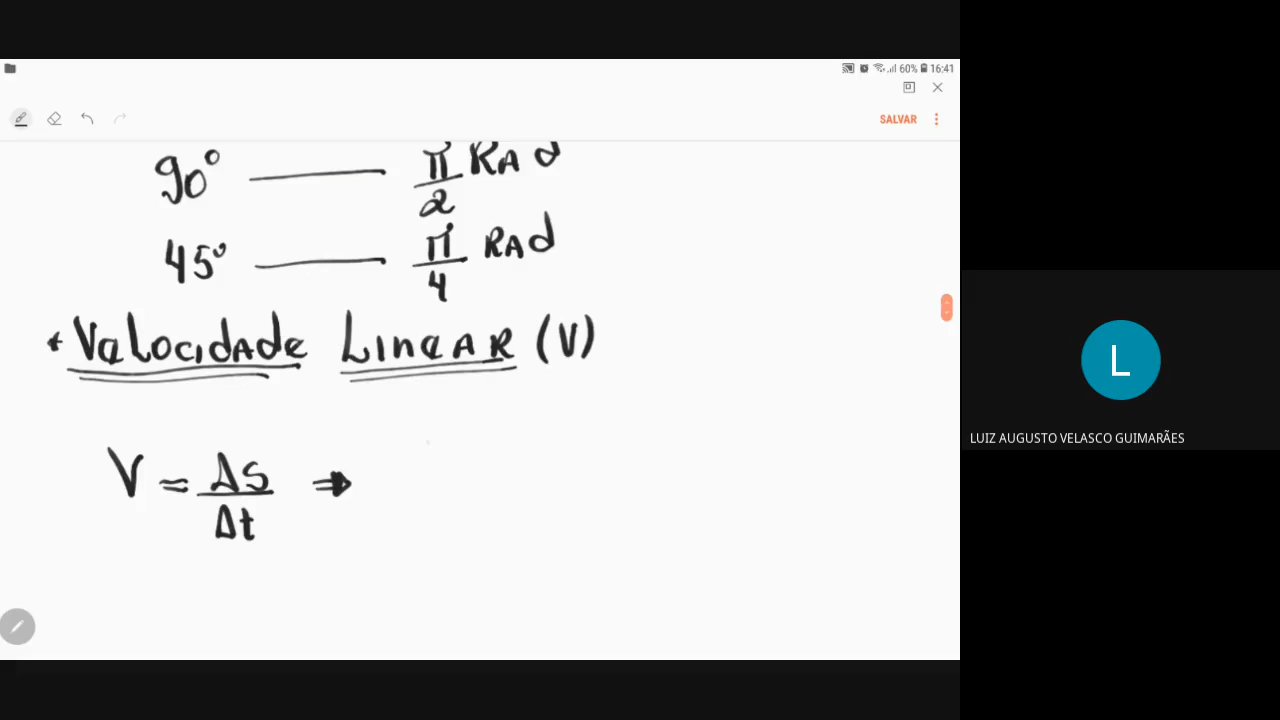 60% 16:41
SALVAR
90° π/2 RAd
45° π/4 RAd
* Velocidade Linear (V)
V = ΔS/Δt ⇒
L
LUIZ AUGUSTO VELASCO GUIMARÃES